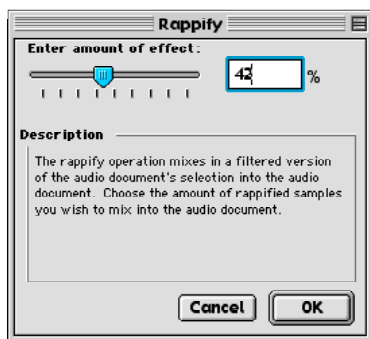 Rappify
Enter amount of effect:
42 %
Description
The rappify operation mixes in a filtered version
of the audio document's selection into the audio
document. Choose the amount of rappified samples
you wish to mix into the audio document.
Cancel OK